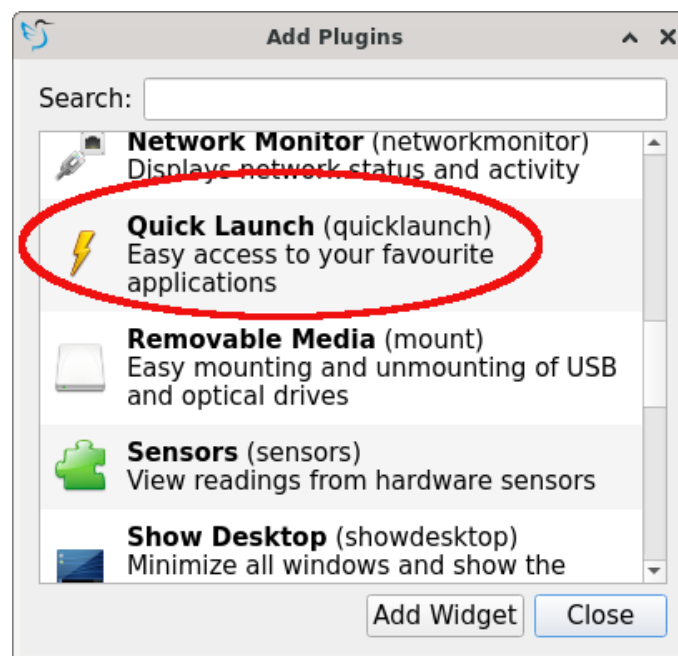 Add Plugins
Search:
Network Monitor (networkmonitor)
Displays network status and activity
Quick Launch (quicklaunch)
Easy access to your favourite
applications
Removable Media (mount)
Easy mounting and unmounting of USB
and optical drives
Sensors (sensors)
View readings from hardware sensors
Show Desktop (showdesktop)
Minimize all windows and show the
Add Widget Close